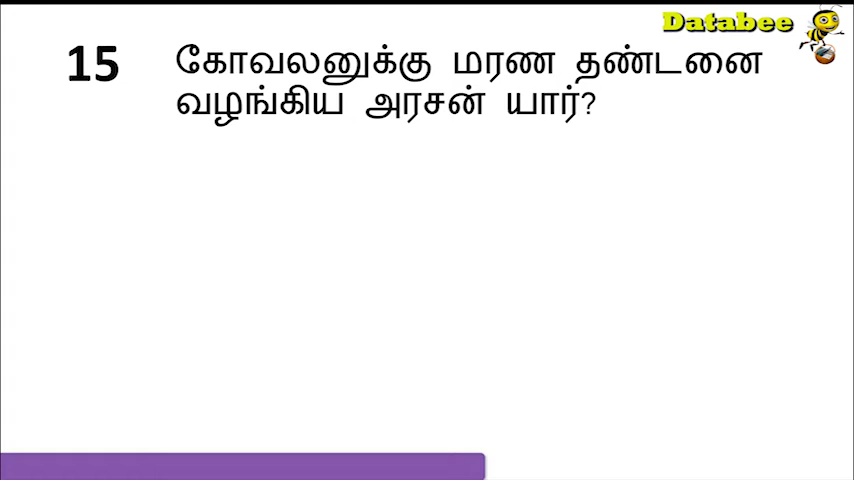 Databee
15 கோவலனுக்கு மரண தண்டனை
வழங்கிய அரசன் யார்?